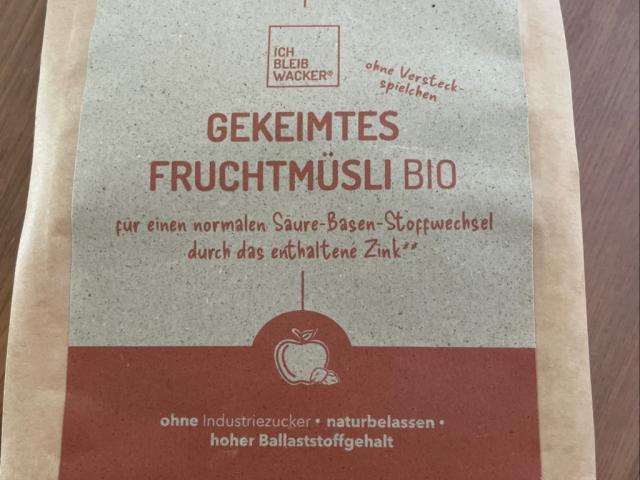 ICH
BLEIB
WACKER®
ohne Versteck-
spielchen
GEKEIMTES
FRUCHTMÜSLI BIO
für einen normalen Säure-Basen-Stoffwechsel
durch das enthaltene Zink**
ohne Industriezucker • naturbelassen •
hoher Ballaststoffgehalt